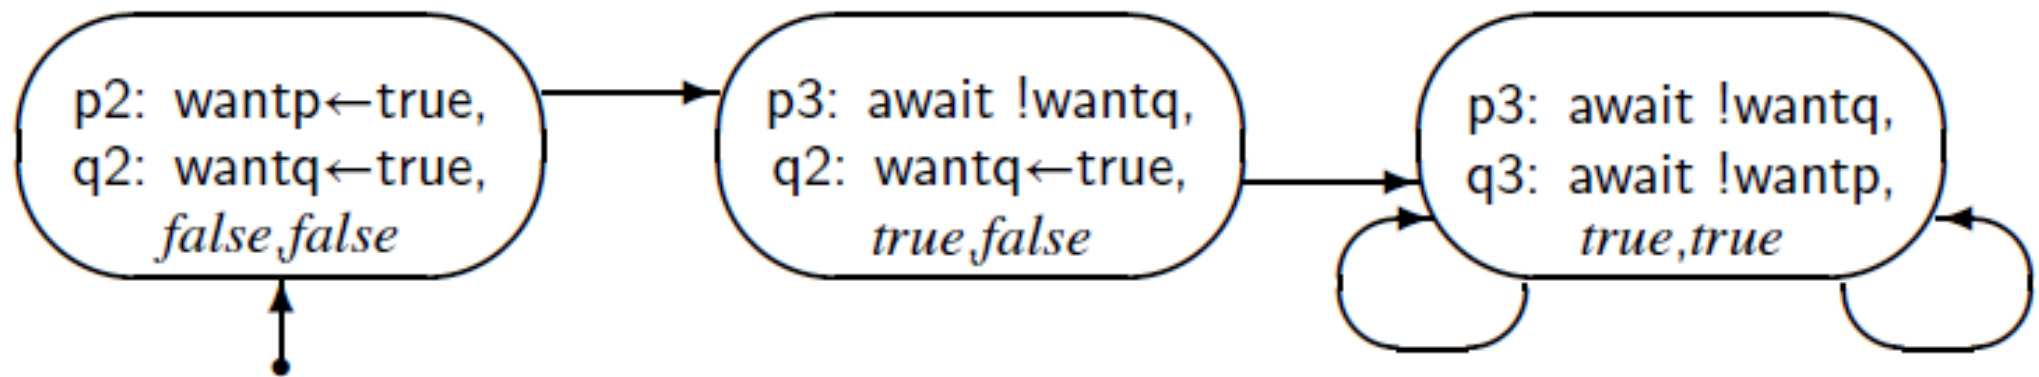 p2: wantp←true,
q2: wantq←true,
false,false
p3: await !wantq,
q2: wantq←true,
true,false
p3: await !wantq,
q3: await !wantp,
true,true